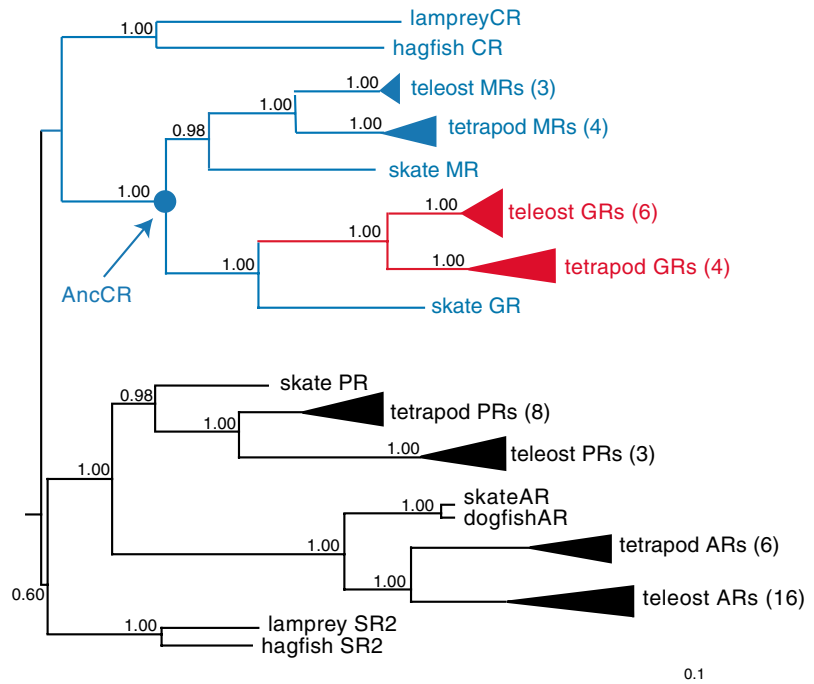 lampreyCR
1.00
hagfish CR
1.00
teleost MRs (3)
1.00
1.00
tetrapod MRs (4)
0.98
skate MR
1.00
1.00
teleost GRs (6)
1.00
1.00
tetrapod GRs (4)
1.00
AncCR
skate GR
skate PR
0.98
tetrapod PRs (8)
1.00
1.00
teleost PRs (3)
1.00
skateAR
1.00
dogfishAR
tetrapod ARs (6)
1.00
1.00
teleost ARs (16)
0.60
lamprey SR2
1.00
hagfish SR2
0.1